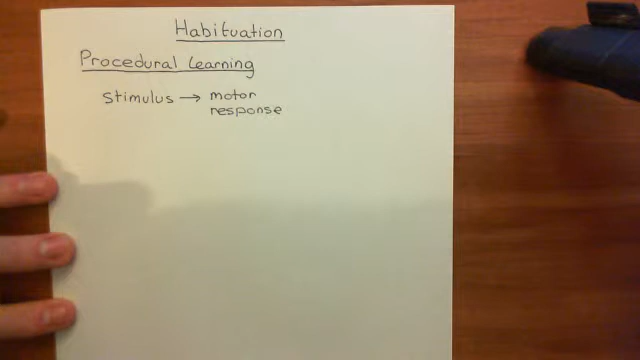 Habituation
Procedural Learning
Stimulus → motor
response